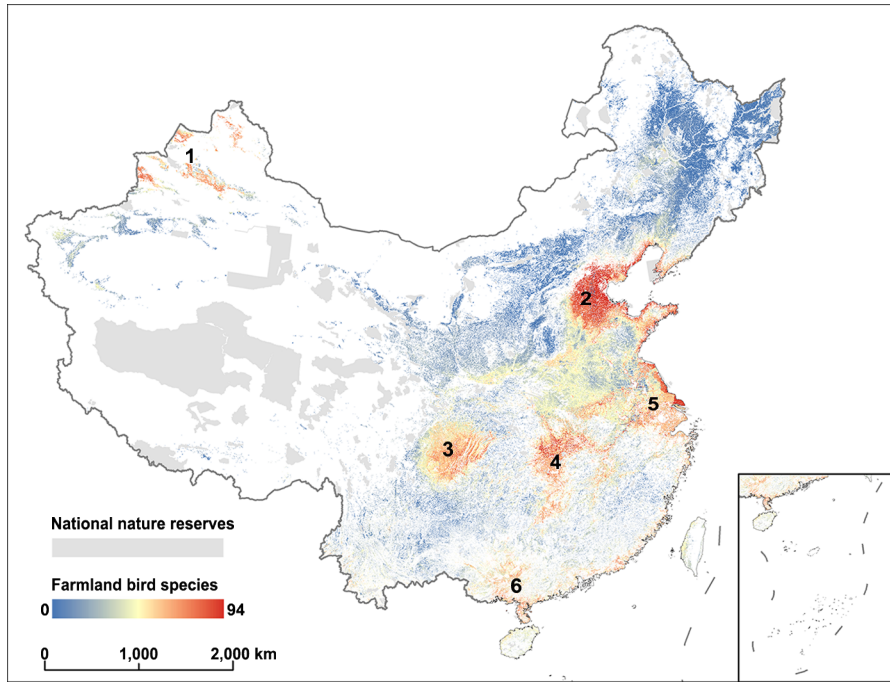 1
2
3
4
5
6
National nature reserves
Farmland bird species
0 94
0 1,000 2,000 km